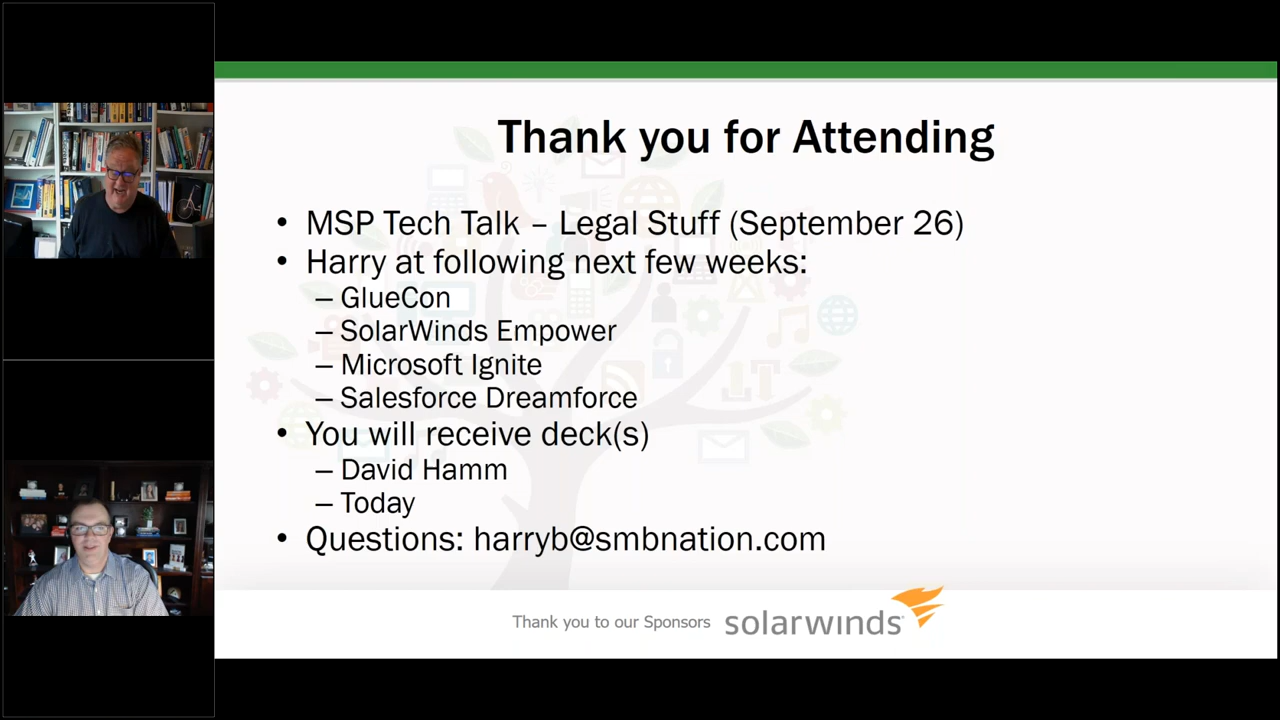 Thank you for Attending
• MSP Tech Talk – Legal Stuff (September 26)
• Harry at following next few weeks:
– GlueCon
– SolarWinds Empower
– Microsoft Ignite
– Salesforce Dreamforce
• You will receive deck(s)
– David Hamm
– Today
• Questions: harryb@smbnation.com
Thank you to our Sponsors solarwinds